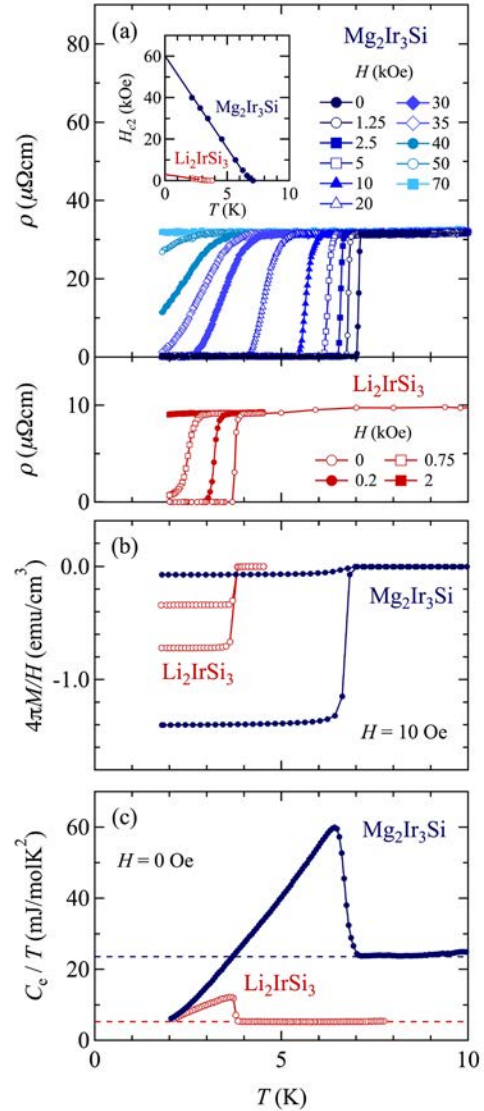 (a)
80
60
40
20
0
ρ (μΩcm)
60
40
20
0
H_{c2} (kOe)
Mg₂Ir₃Si
Li₂IrSi₃
0
5
10
T (K)
Mg₂Ir₃Si
H (kOe)
0
30
1.25
35
2.5
40
5
50
10
70
20
Li₂IrSi₃
10
0
ρ (μΩcm)
H (kOe)
0
0.75
0.2
2
(b)
0.0
-1.0
4πM/H (emu/cm³)
Mg₂Ir₃Si
Li₂IrSi₃
H = 10 Oe
(c)
60
40
20
0
C_e / T (mJ/molK²)
Mg₂Ir₃Si
H = 0 Oe
Li₂IrSi₃
0
5
10
T (K)